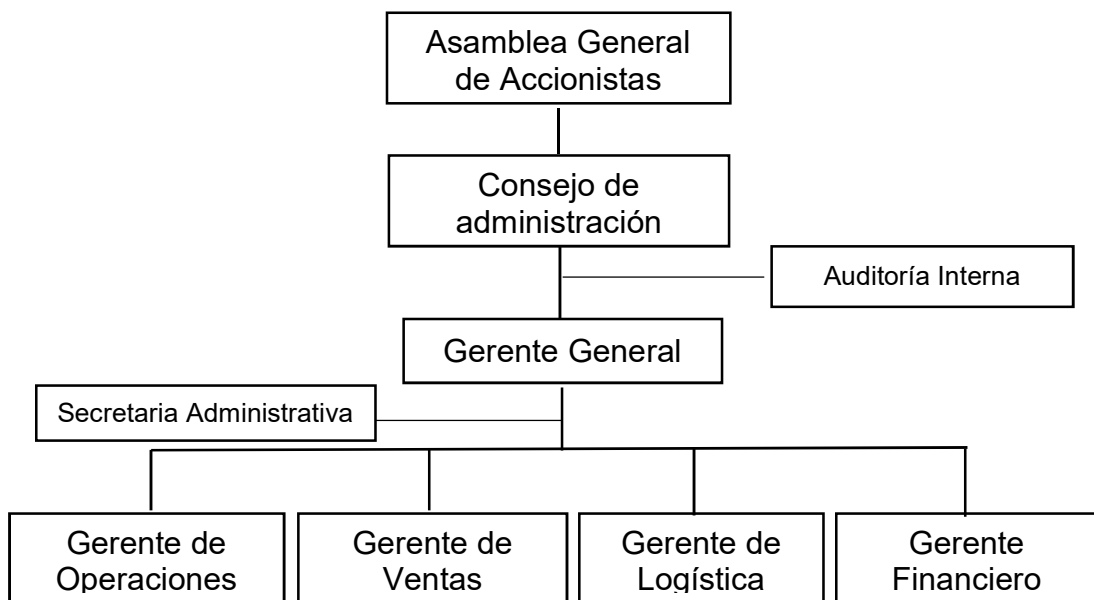 Asamblea General
de Accionistas
Consejo de
administración
Auditoría Interna
Gerente General
Secretaria Administrativa
Gerente de
Operaciones
Gerente de
Ventas
Gerente de
Logística
Gerente
Financiero